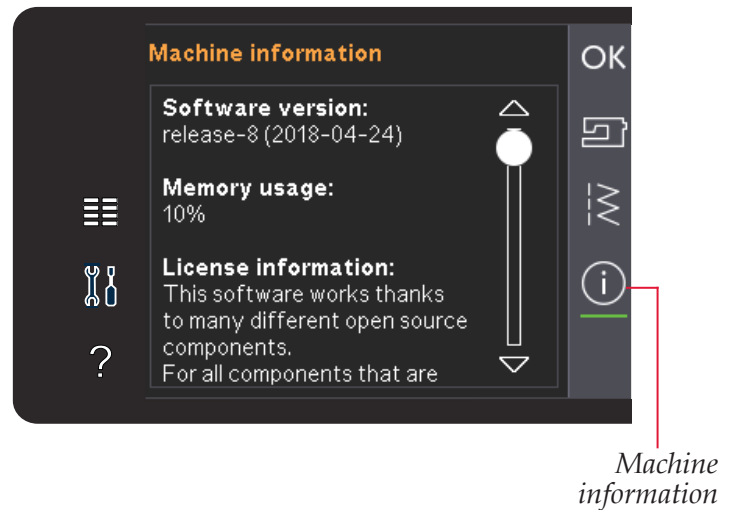 Machine information
OK
Software version:
release-8 (2018-04-24)
Memory usage:
10%
License information:
This software works thanks
to many different open source
components.
For all components that are
?
i
Machine
information